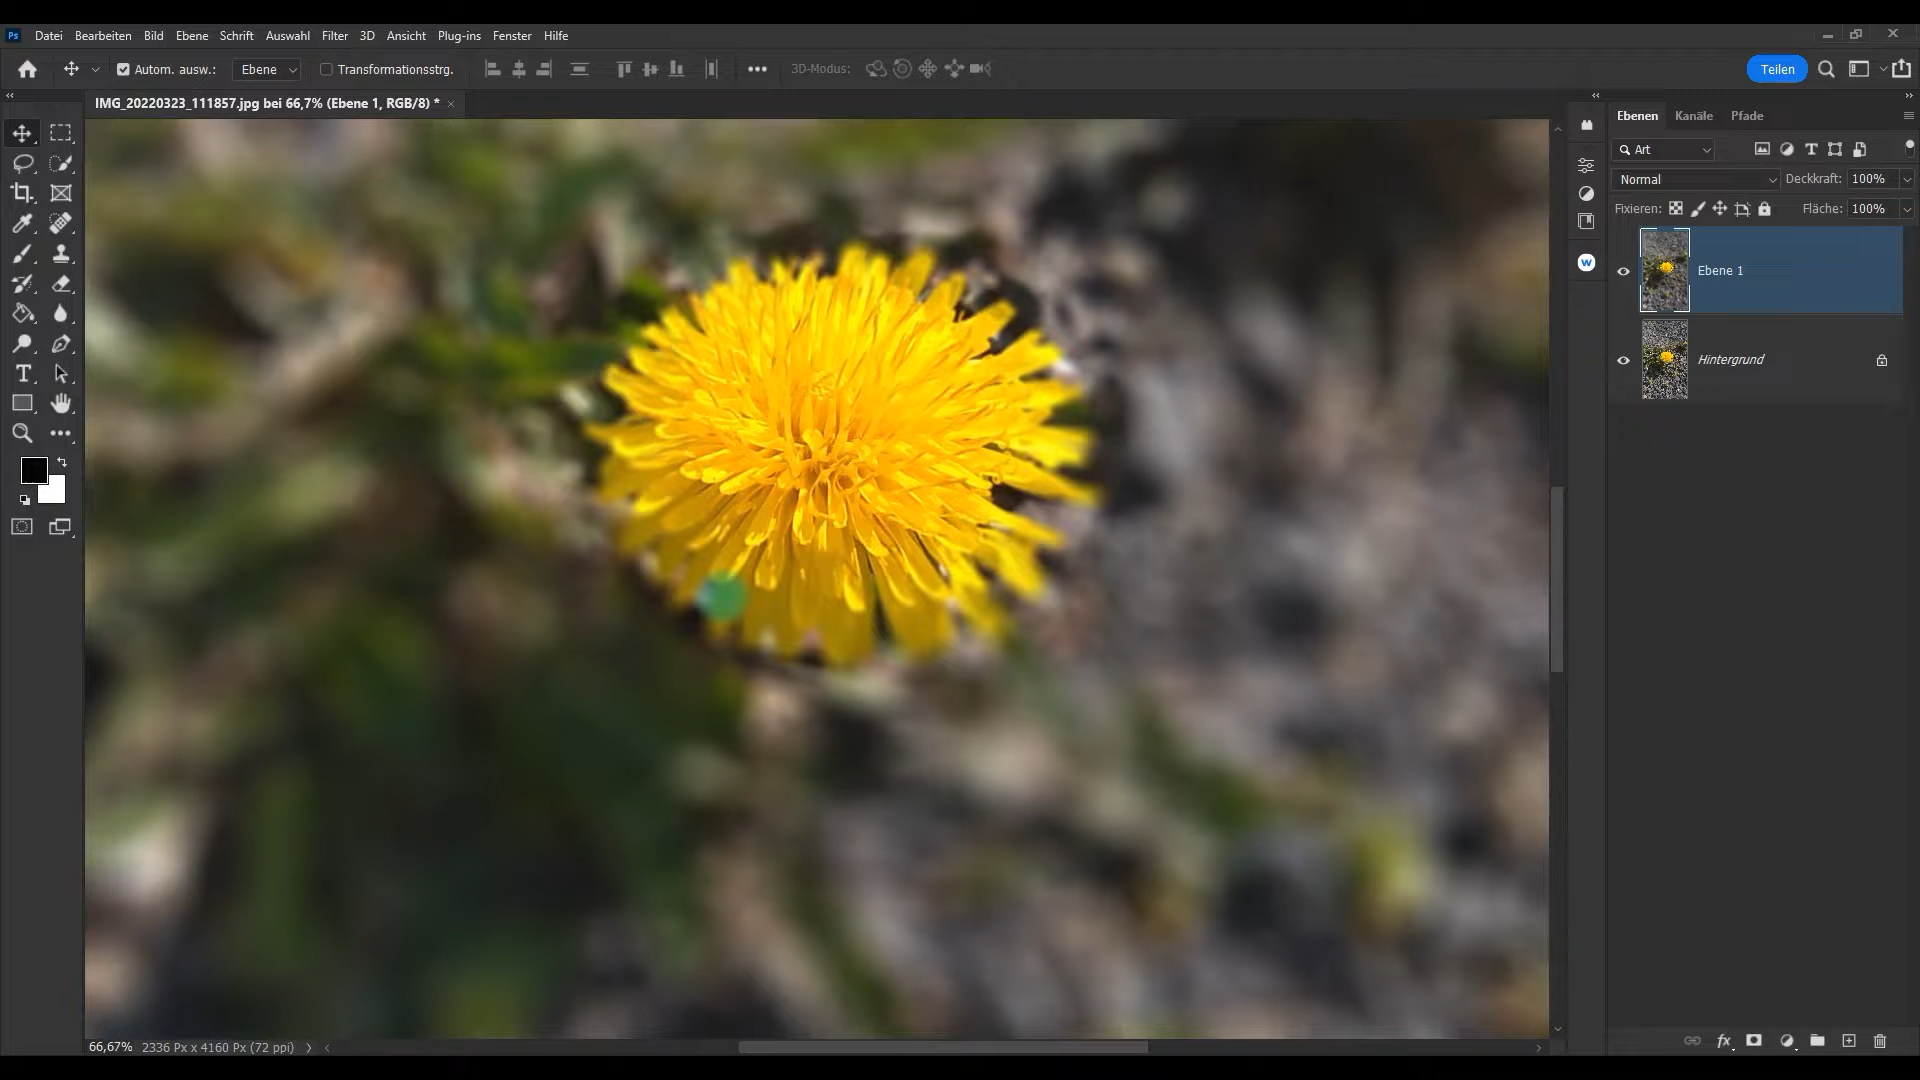 Ps Datei Bearbeiten Bild Ebene Schrift Auswahl Filter 3D Ansicht Plug-ins Fenster Hilfe
Autom. ausw.: Ebene Transformationsstrg. 3D-Modus: Teilen
IMG_20220323_111857.jpg bei 66,7% (Ebene 1, RGB/8) *
Ebenen Kanäle Pfade
Art
Normal Deckkraft: 100%
Fixieren: Fläche: 100%
Ebene 1
Hintergrund
66,67% 2336 Px x 4160 Px (72 ppi)